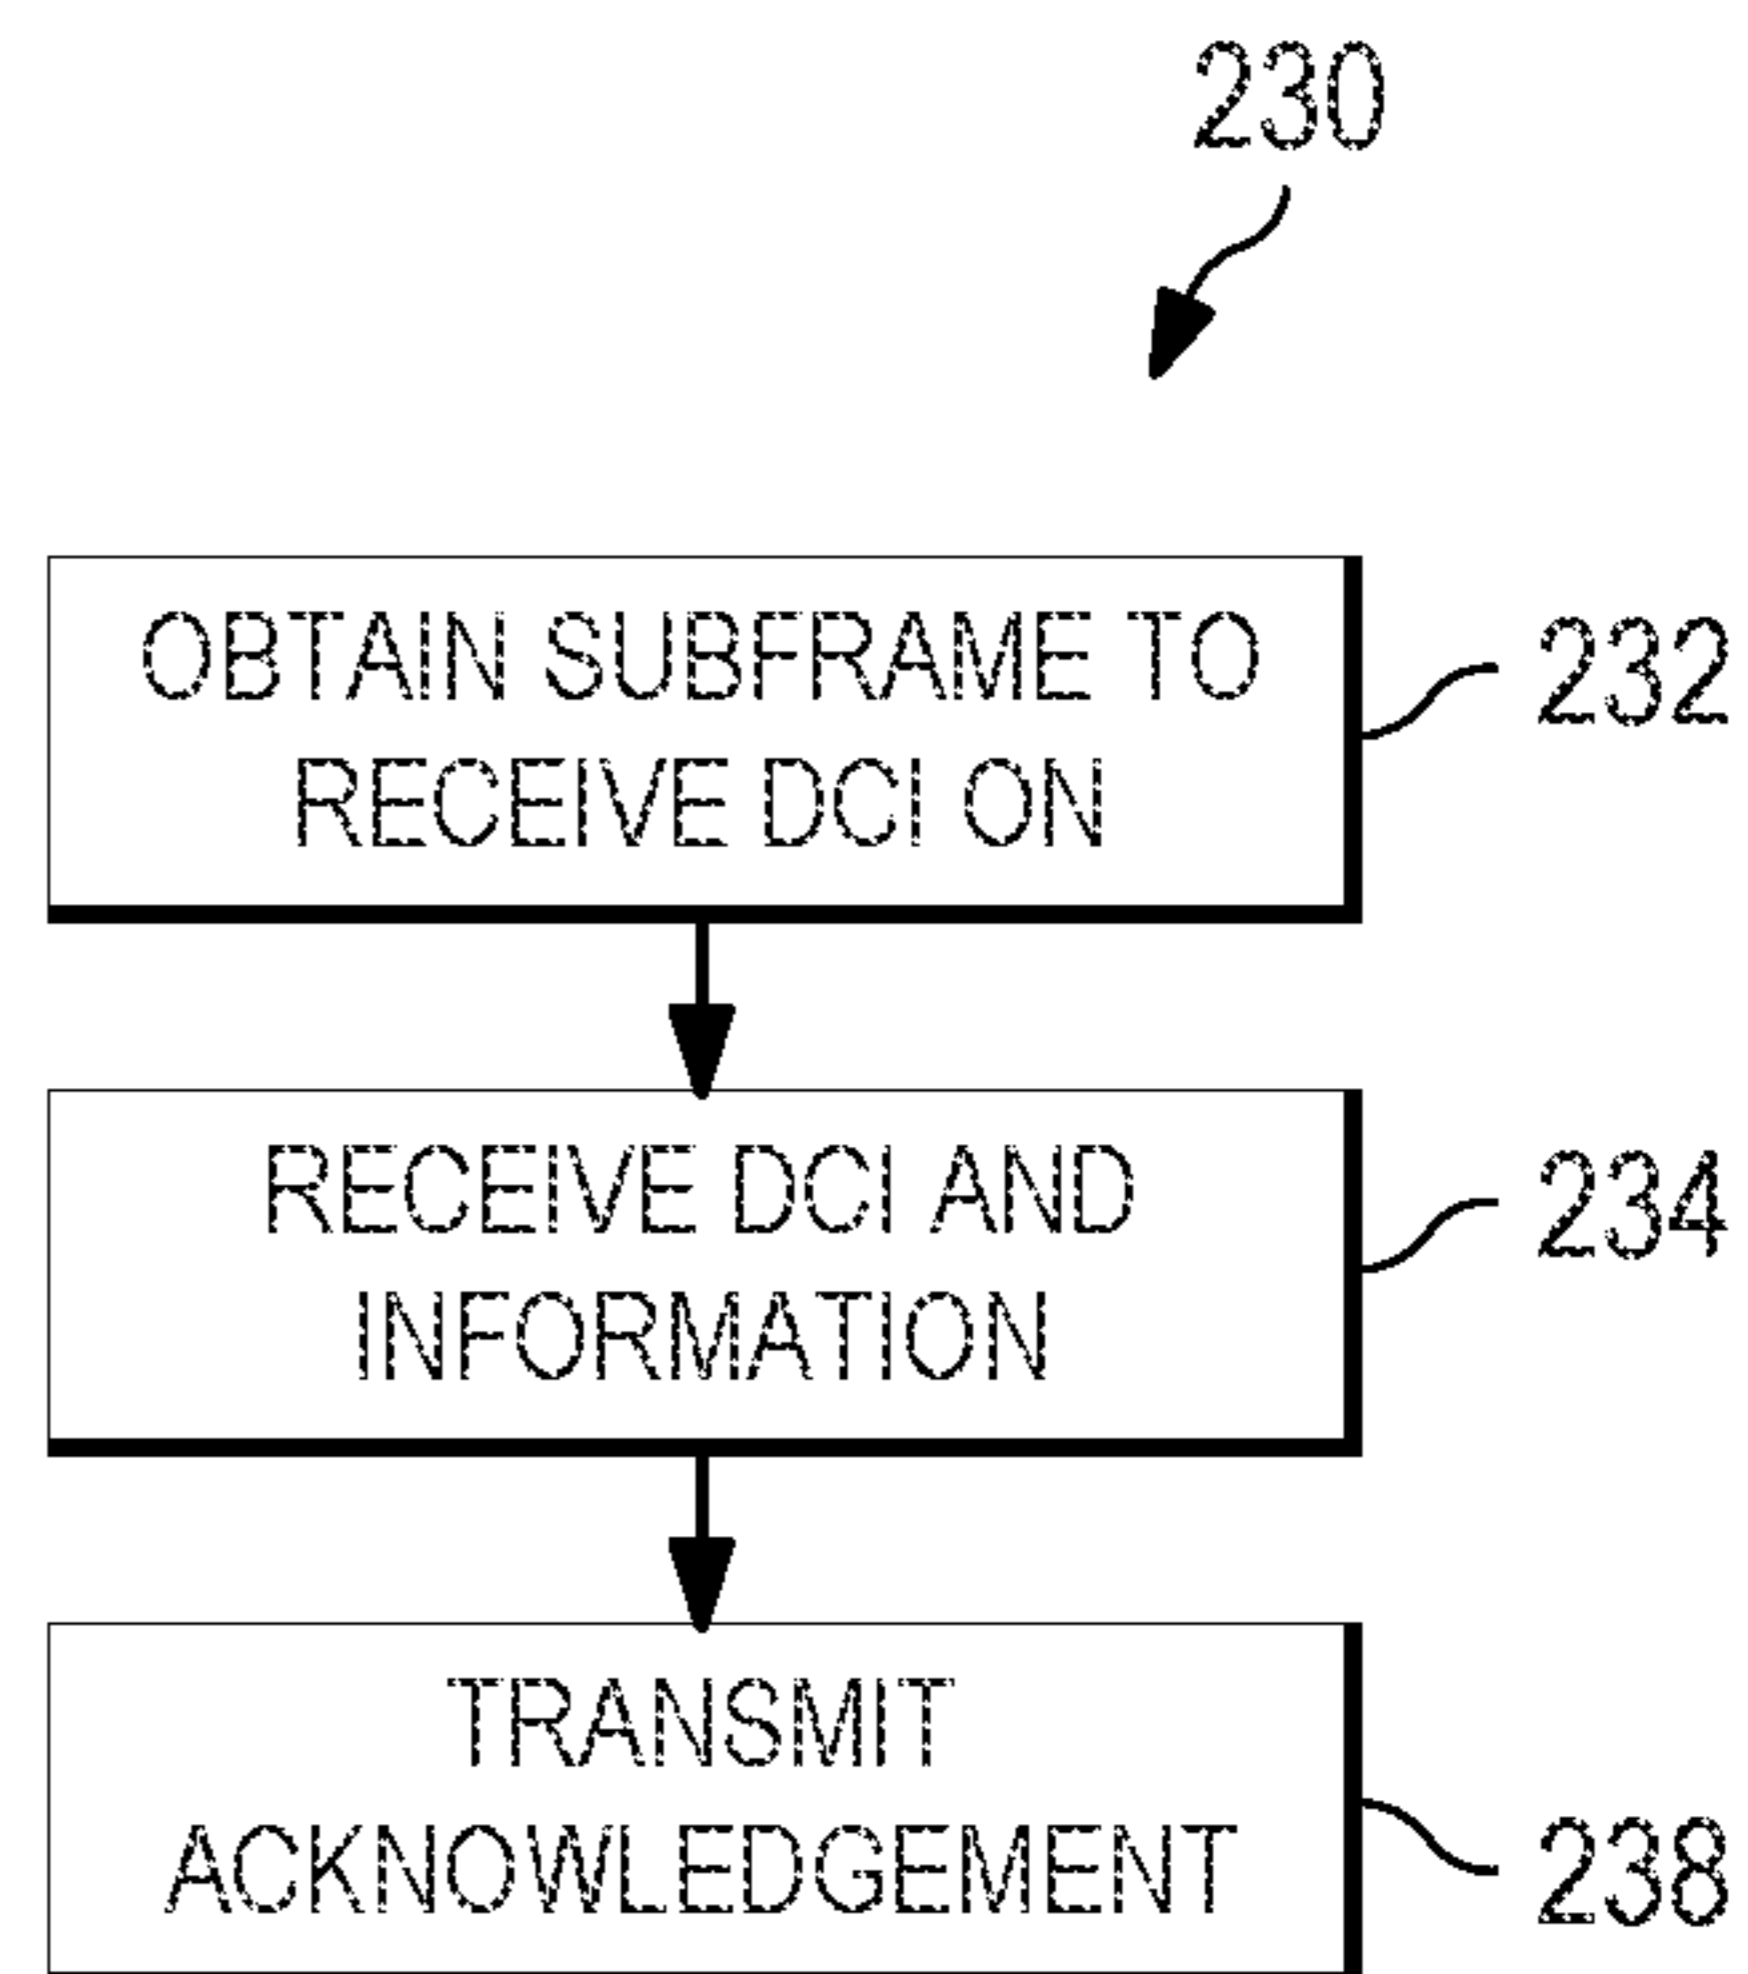 230
OBTAIN SUBFRAME TO
RECEIVE DCI ON
232
RECEIVE DCI AND
INFORMATION
234
TRANSMIT
ACKNOWLEDGEMENT
238